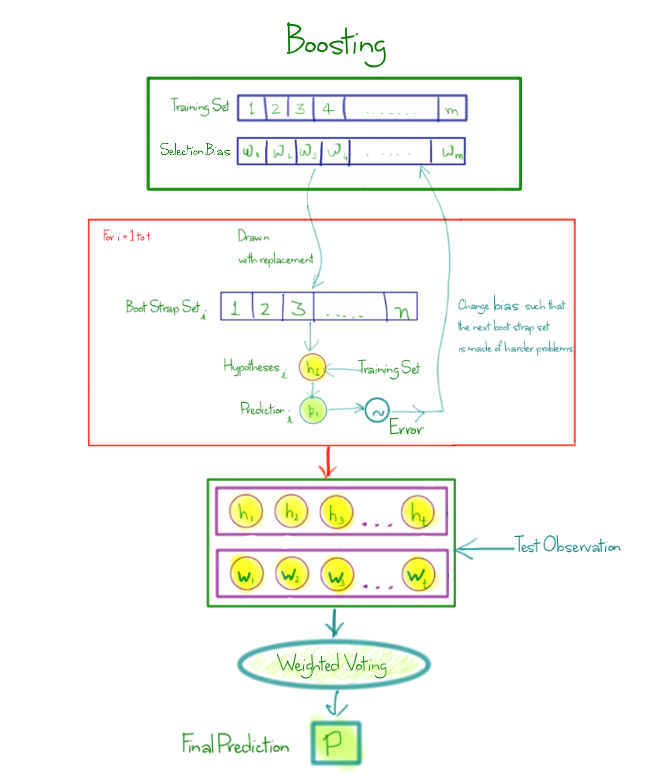 Boosting
Training Set 1 2 3 4 ........ m
Selection Bias w1 w2 w3 w4 ..... wm
For i = 1 to t
Drawn
with replacement
Boot Strap Set i 1 2 3 ..... n
Change bias such that
the next boot strap set
is made of harder problems
Hypotheses i hi Training Set
Prediction i pi ~
Error
h1 h2 h3 ... ht
Test Observation
w1 w2 w3 ... wt
Weighted Voting
Final Prediction P